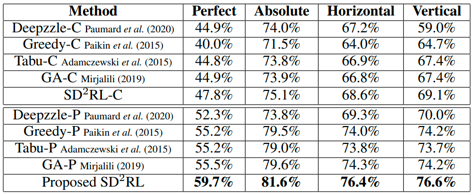 Method Perfect Absolute Horizontal Vertical
Deepzzle-C Paumard et al. (2020) 44.9% 74.0% 67.2% 59.0%
Greedy-C Paikin et al. (2015) 40.0% 71.5% 64.0% 64.7%
Tabu-C Adamczewski et al. (2015) 44.8% 73.8% 66.9% 67.4%
GA-C Mirjalili (2019) 44.9% 73.9% 66.8% 67.4%
SD²RL-C 47.8% 75.1% 68.6% 69.1%
Deepzzle-P Paumard et al. (2020) 52.3% 73.8% 69.3% 70.0%
Greedy-P Paikin et al. (2015) 55.2% 79.5% 74.0% 74.2%
Tabu-P Adamczewski et al. (2015) 55.2% 79.0% 73.8% 73.7%
GA-P Mirjalili (2019) 55.5% 79.6% 74.3% 74.2%
Proposed SD²RL 59.7% 81.6% 76.4% 76.6%